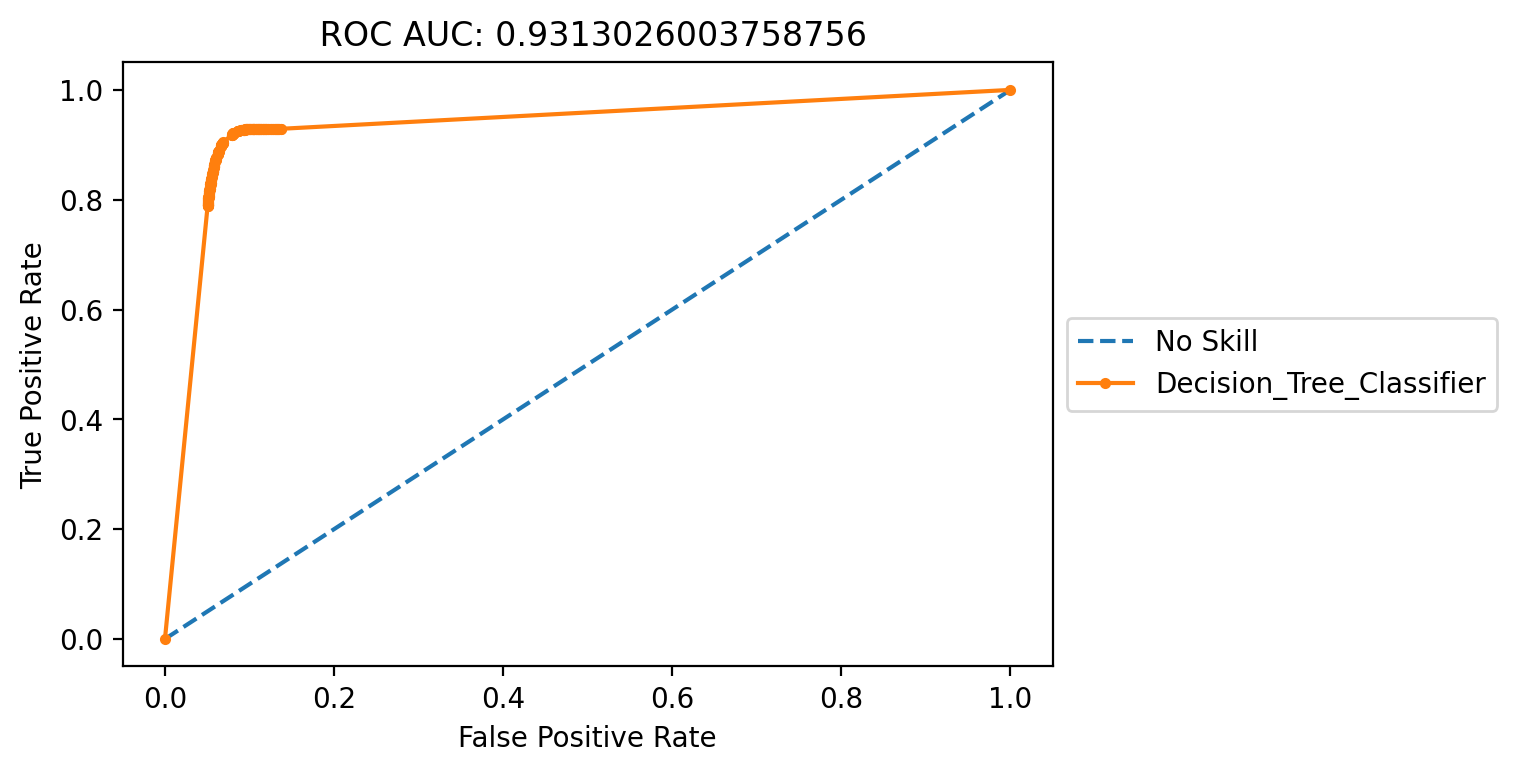 ROC AUC: 0.9313026003758756
1.0
0.8
0.6
0.4
0.2
0.0
True Positive Rate
0.0 0.2 0.4 0.6 0.8 1.0
False Positive Rate
No Skill
Decision_Tree_Classifier